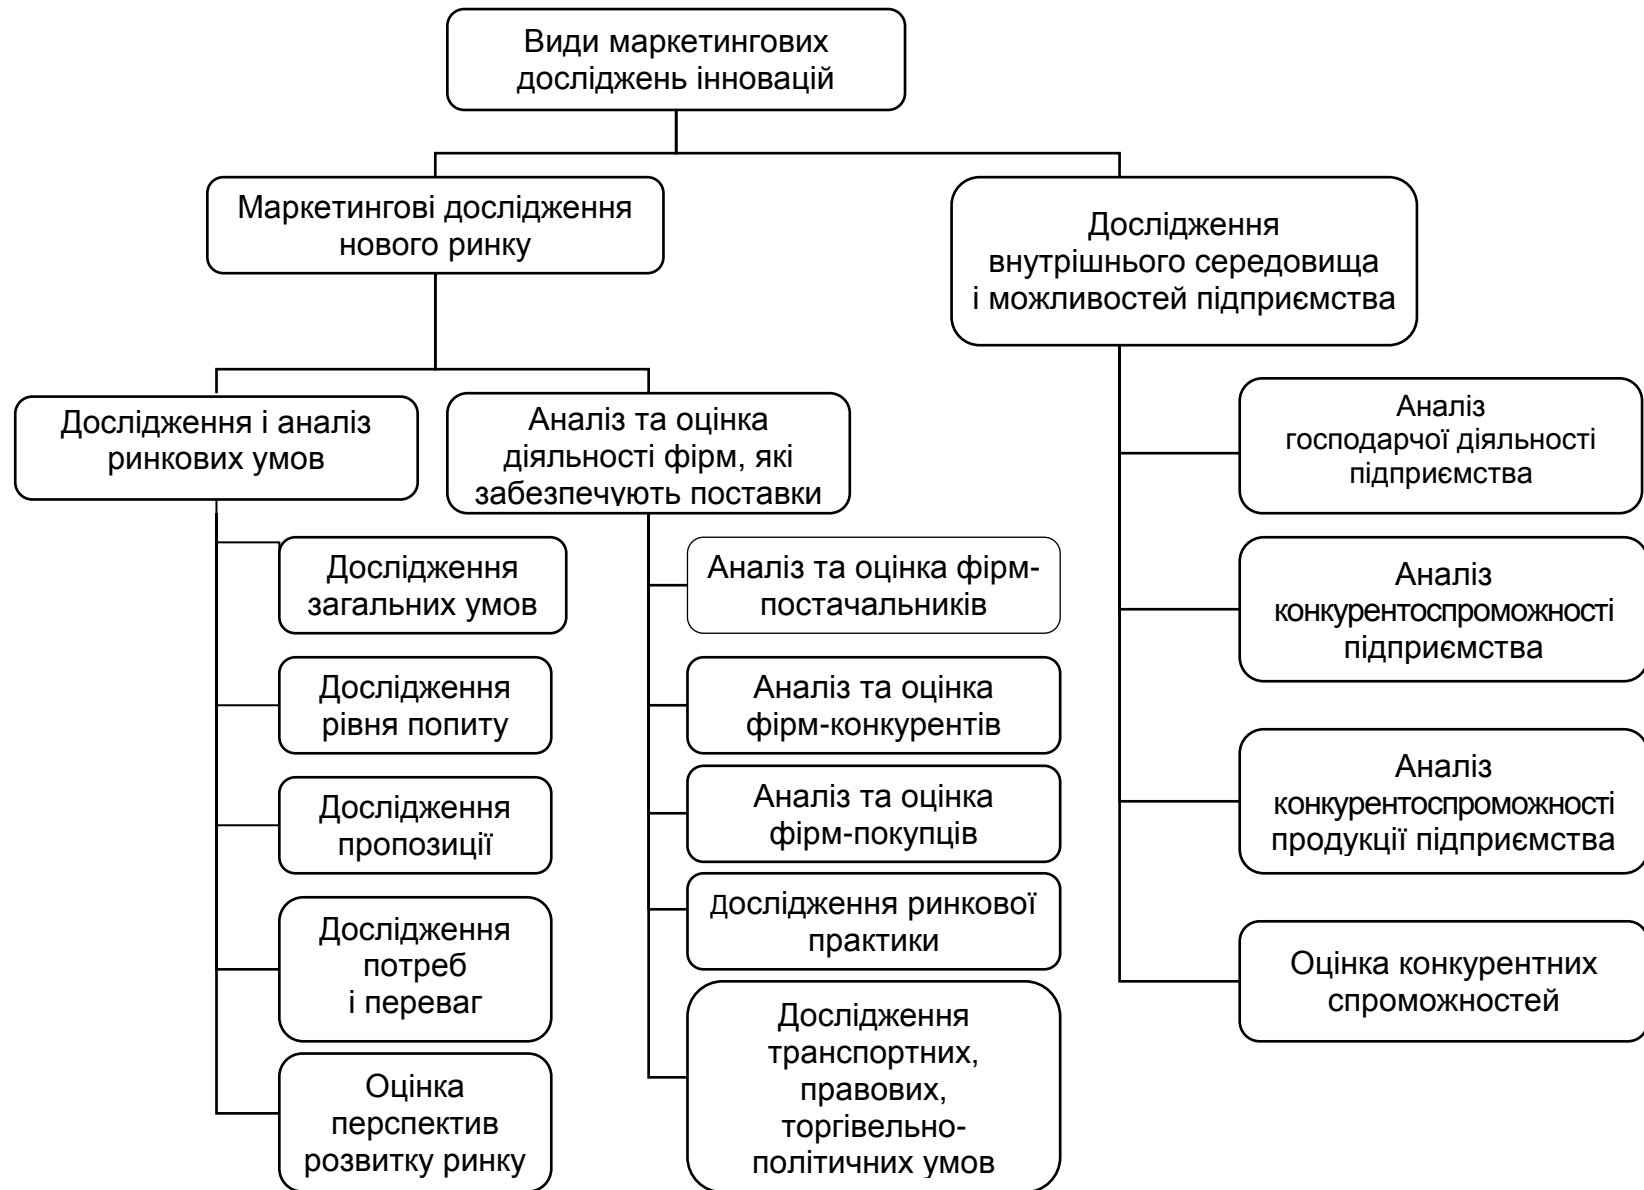 Види маркетингових
досліджень інновацій
Маркетингові дослідження
нового ринку
Дослідження
внутрішнього середовища
і можливостей підприємства
Дослідження і аналіз
ринкових умов
Аналіз та оцінка
діяльності фірм, які
забезпечують поставки
Дослідження
загальних умов
Дослідження
рівня попиту
Дослідження
пропозиції
Дослідження
потреб
і переваг
Оцінка
перспектив
розвитку ринку
Аналіз та оцінка фірм-
постачальників
Аналіз та оцінка
фірм-конкурентів
Аналіз та оцінка
фірм-покупців
Дослідження ринкової
практики
Дослідження
транспортних,
правових,
торгівельно-
політичних умов
Аналіз
господарчої діяльності
підприємства
Аналіз
конкурентоспроможності
підприємства
Аналіз
конкурентоспроможності
продукції підприємства
Оцінка конкурентних
спроможностей